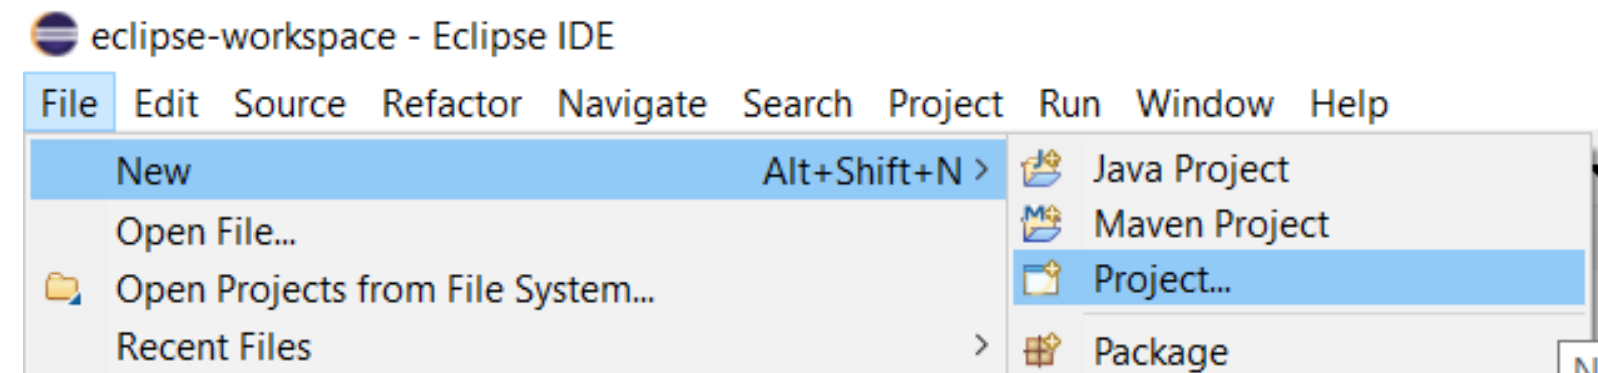 eclipse-workspace - Eclipse IDE
File Edit Source Refactor Navigate Search Project Run Window Help
New Alt+Shift+N >
Java Project
Open File...
Maven Project
Open Projects from File System...
Project...
Recent Files >
Package